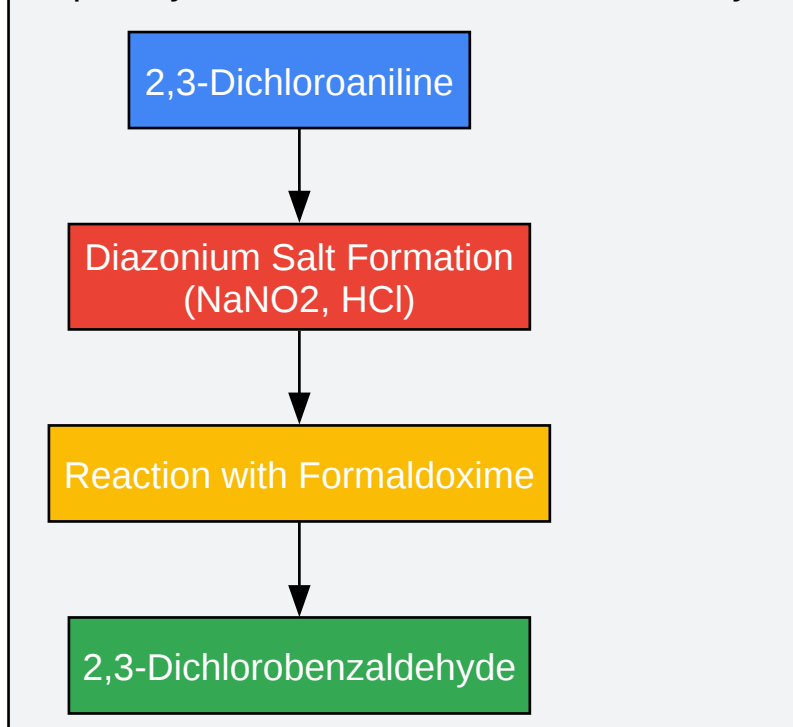 2,3-Dichloroaniline
Diazonium Salt Formation
(NaNO2, HCl)
Reaction with Formaldoxime
2,3-Dichlorobenzaldehyde